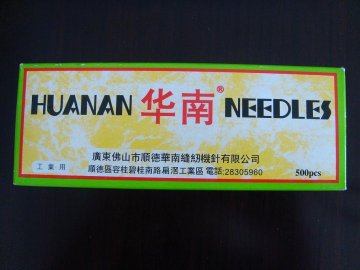 HUANAN 华南® NEEDLES
廣東佛山市順德華南縫紉機針有限公司
工業用
順德區容桂碧桂南路易滘工業區 電話:28305960
500pcs